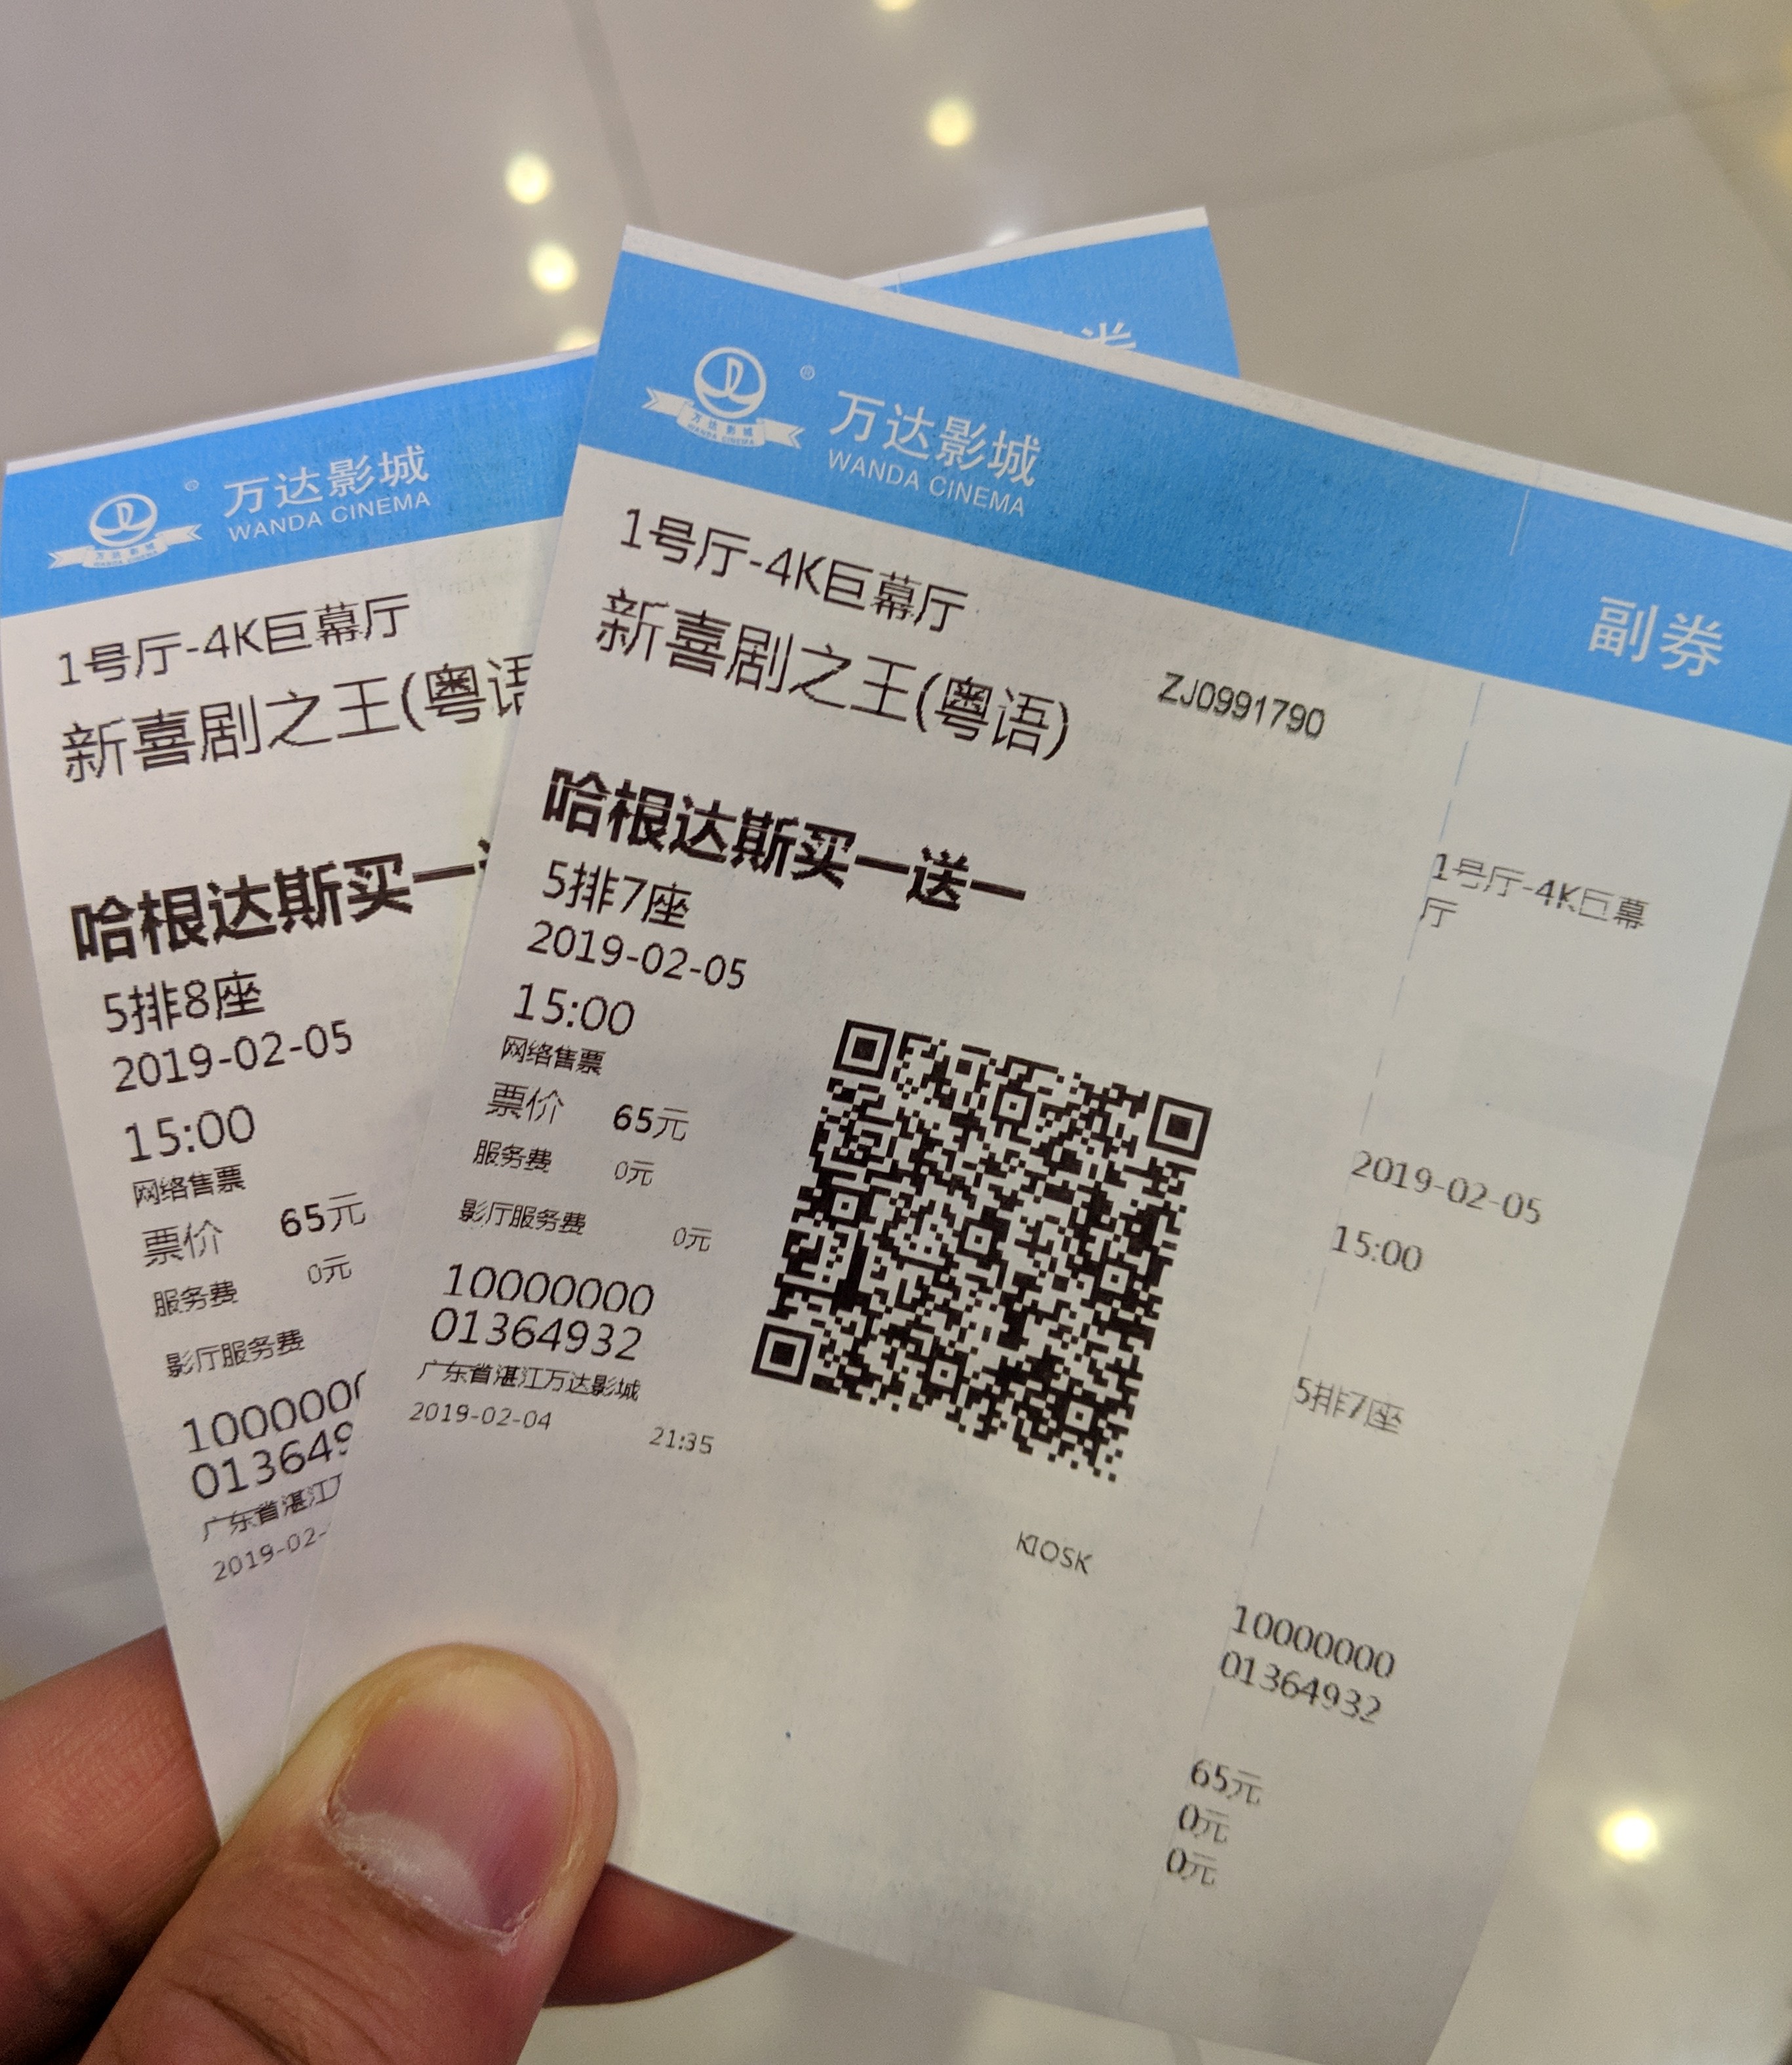 万达影城
WANDA CINEMA
1号厅-4K巨幕厅
新喜剧之王(粤语
哈根达斯买一
5排8座
2019-02-05
15:00
网络售票
票价 65元
服务费 0元
影厅服务费
1000000
013649
广东省湛江
2019-02-
券
®
万达影城
WANDA CINEMA
万达影城
WANDA CINEMA
副券
1号厅-4K巨幕厅
新喜剧之王(粤语)
ZJ0991790
哈根达斯买一送一
5排7座
2019-02-05
15:00
网络售票
票价 65元
服务费 0元
影厅服务费 0元
10000000
01364932
广东省湛江万达影城
2019-02-04 21:35
KIOSK
1号厅-4K巨幕
厅
2019-02-05
15:00
5排7座
10000000
01364932
65元
0元
0元